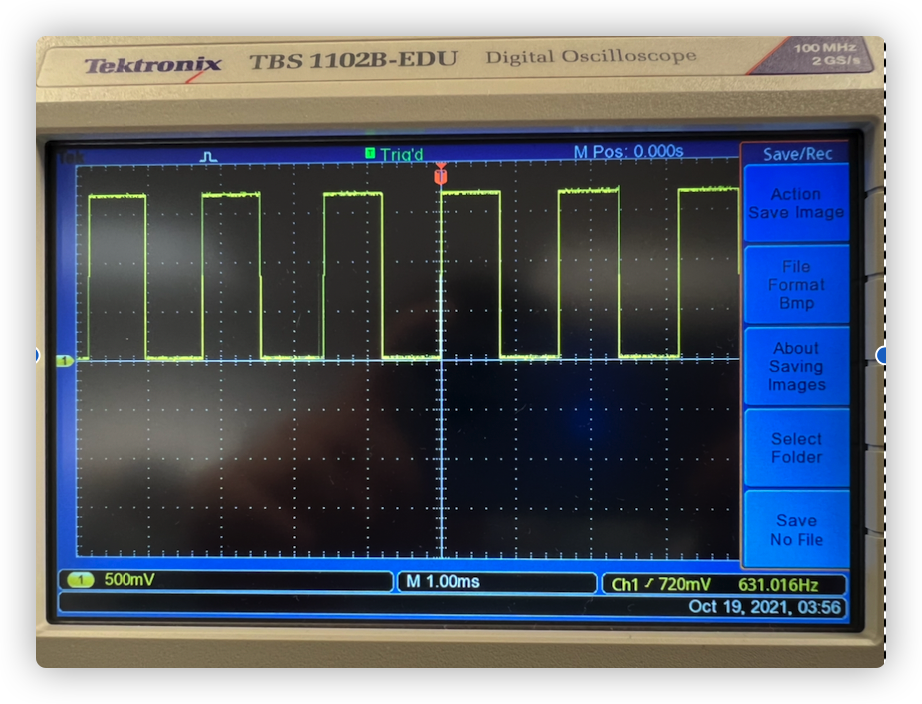 Tektronix TBS 1102B-EDU Digital Oscilloscope
100 MHz
2 GS/s
Tek T Trig'd M Pos: 0.000s
Save/Rec
T
Action
Save Image
File
Format
Bmp
1
About
Saving
Images
Select
Folder
Save
No File
1 500mV M 1.00ms Ch1 720mV 631.016Hz
Oct 19, 2021, 03:56